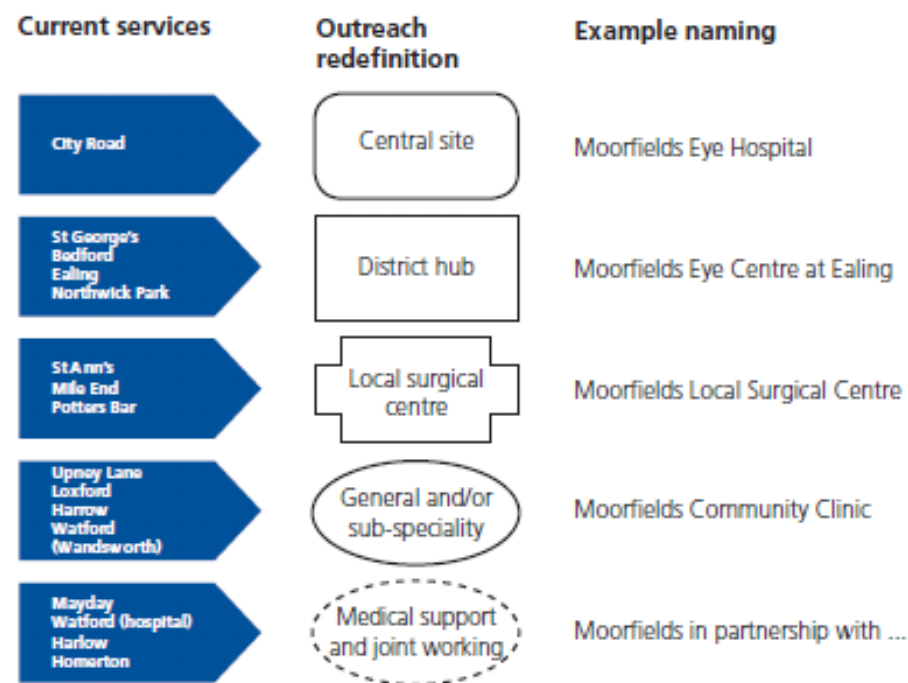 Current services
Outreach
redefinition
Example naming
City Road
Central site
Moorfields Eye Hospital
St George's
Bedford
Ealing
Northwick Park
District hub
Moorfields Eye Centre at Ealing
St Ann's
Mile End
Potters Bar
Local surgical
centre
Moorfields Local Surgical Centre
Upney Lane
Loxford
Harrow
Watford
(Wandsworth)
General and/or
sub-speciality
Moorfields Community Clinic
Mayday
Watford (hospital)
Harlow
Homerton
Medical support
and joint working
Moorfields in partnership with ...